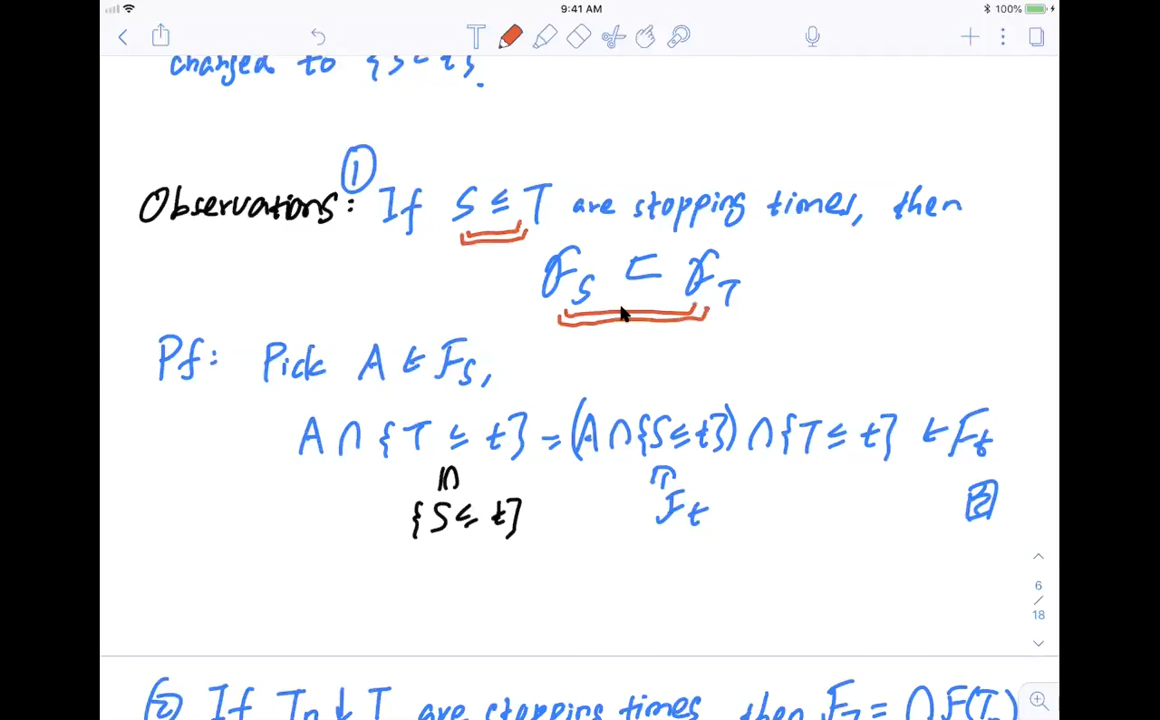 9:41 AM
100%
T
changed to {S < t}.
Observations: ① If S ≤ T are stopping times, then
F_S ⊂ F_T
Pf: Pick A ∈ F_S,
A ∩ {T ≤ t} = (A ∩ {S ≤ t}) ∩ {T ≤ t} ∈ F_t
∩ ∈
{S ≤ t} F_t
6
/
18
② If T_n ↓ T are stopping times, then F_T = ∩ F(T_n)